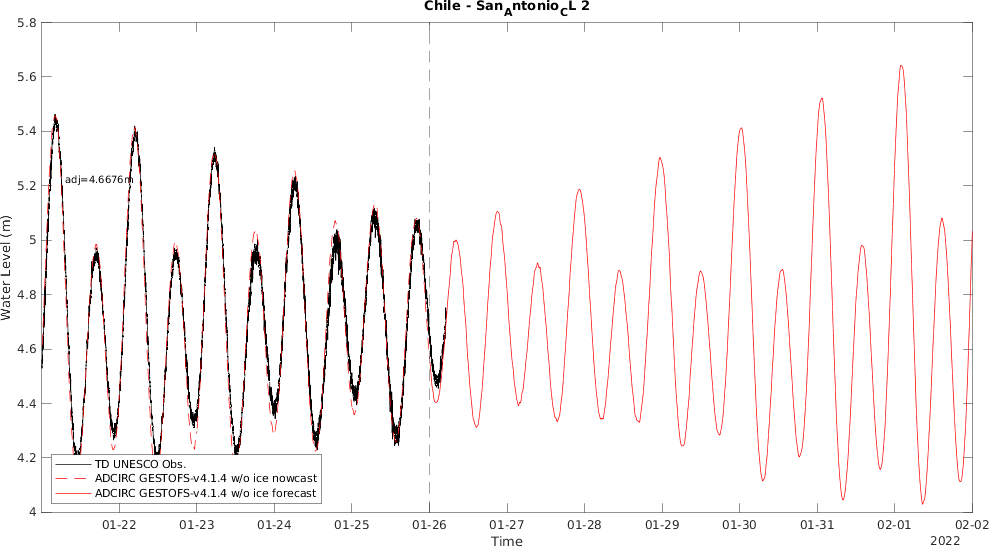 Chile - SanAntonioCL 2
5.8
5.6
5.4
5.2
5
4.8
4.6
4.4
4.2
4
Water Level (m)
adj=4.6676m
TD UNESCO Obs.
ADCIRC GESTOFS-v4.1.4 w/o ice nowcast
ADCIRC GESTOFS-v4.1.4 w/o ice forecast
01-22 01-23 01-24 01-25 01-26 01-27 01-28 01-29 01-30 01-31 02-01 02-02
Time
2022